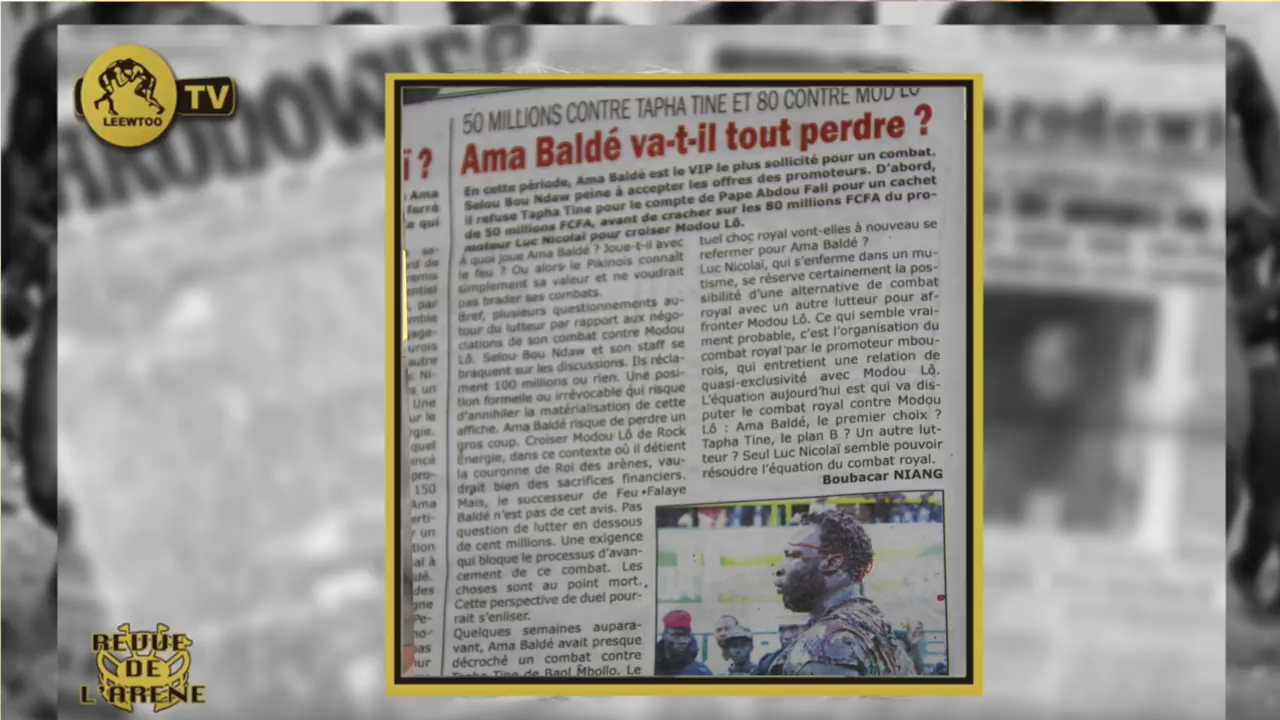 LEEWTOO
TV
50 MILLIONS CONTRE TAPHA TINE ET 80 CONTRE MOD LO
Ama Baldé va-t-il tout perdre ?
En cette période, Ama Baldé est le VIP le plus sollicité pour un combat.
Selou Bou Ndaw peine à accepter les offres des promoteurs. D'abord,
il refuse Tapha Tine pour le compte de Pape Abdou Fall pour un cachet
de 50 millions FCFA, avant de cracher sur les 80 millions FCFA du pro-
moteur Luc Nicolaï pour croiser Modou Lô.
A quoi joue Ama Baldé ? Joue-t-il avec
le feu ? Ou alors le Pikinois connaît
simplement sa valeur et ne voudrait
pas brader ses combats.
Bref, plusieurs questionnements au-
tour du lutteur par rapport aux négo-
ciations de son combat contre Modou
Lô. Selou Bou Ndaw et son staff se
braquent sur les discussions. Ils récla-
ment 100 millions ou rien. Une posi-
tion formelle ou irrévocable qui risque
d'annihiler la matérialisation de cette
affiche. Ama Baldé risque de perdre un
gros coup. Croiser Modou Lô de Rock
Énergie, dans ce contexte où il détient
la couronne de Roi des arènes, vau-
drait bien des sacrifices financiers.
Mais, le successeur de Feu •Falaye
Baldé n'est pas de cet avis. Pas
question de lutter en dessous
de cent millions. Une exigence
qui bloque le processus d'avan-
cement de ce combat. Les
choses sont au point mort.
Cette perspective de duel pour-
rait s'enliser.
Quelques semaines aupara-
vant, Ama Baldé avait presque
décroché un combat contre
Tapha Tine de Baol Mbollo. Le
tuel choc royal vont-elles à nouveau se
refermer pour Ama Baldé ?
Luc Nicolaï, qui s'enferme dans un mu-
tisme, se réserve certainement la pos-
sibilité d'une alternative de combat
royal avec un autre lutteur pour af-
fronter Modou Lô. Ce qui semble vrai-
ment probable, c'est l'organisation du
combat royal par le promoteur mbou-
rois, qui entretient une relation de
quasi-exclusivité avec Modou Lô.
L'équation aujourd'hui est qui va dis-
puter le combat royal contre Modou
Lô : Ama Baldé, le premier choix ?
Tapha Tine, le plan B ? Un autre lut-
teur ? Seul Luc Nicolaï semble pouvoir
résoudre l'équation du combat royal.
Boubacar NIANG
REVUE
DE
L'ARENE